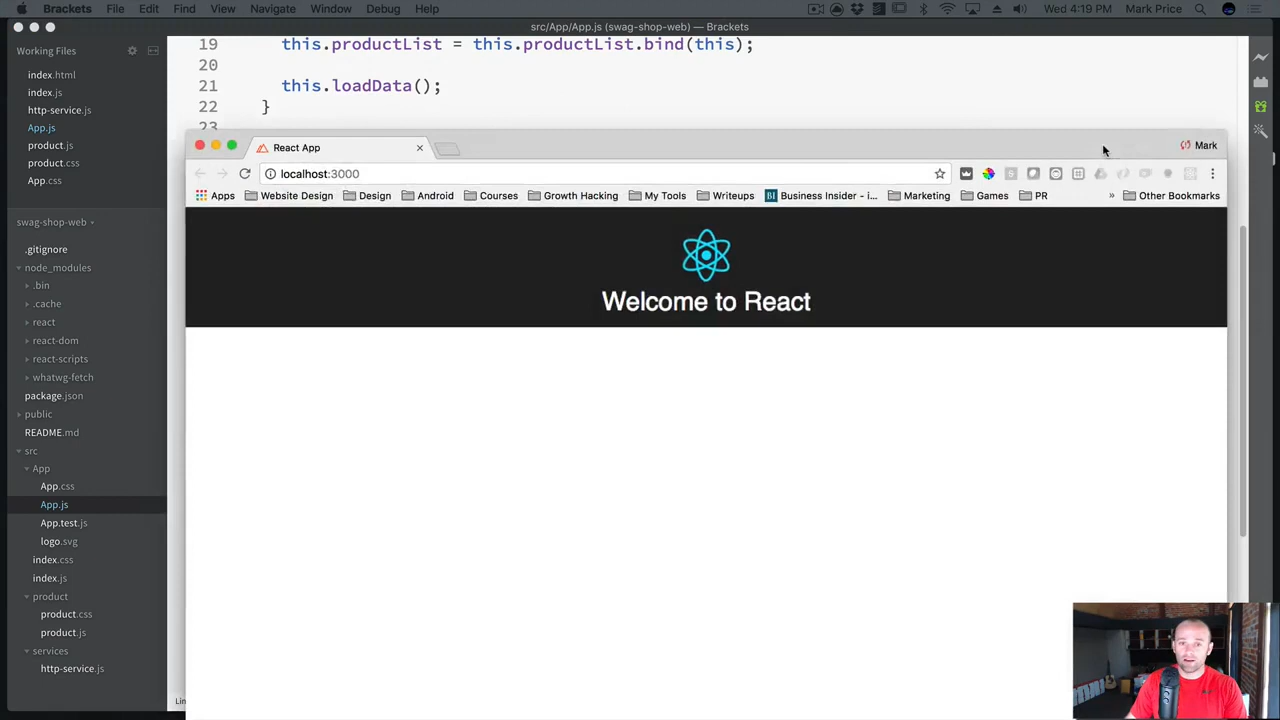 Brackets File Edit Find View Navigate Window Debug Help Wed 4:19 PM Mark Price
src/App/App.js (swag-shop-web) — Brackets
Working Files
index.html
index.js
http-service.js
App.js
product.js
product.css
App.css
swag-shop-web
.gitignore
node_modules
.bin
.cache
react
react-dom
react-scripts
whatwg-fetch
package.json
public
README.md
src
App
App.css
App.js
App.test.js
logo.svg
index.css
index.js
product
product.css
product.js
services
http-service.js
19 this.productList = this.productList.bind(this);
20
21 this.loadData();
22 }
23
React App
Mark
localhost:3000
Apps Website Design Design Android Courses Growth Hacking My Tools Writeups BI Business Insider - i... Marketing Games PR » Other Bookmarks
Welcome to React
Lin